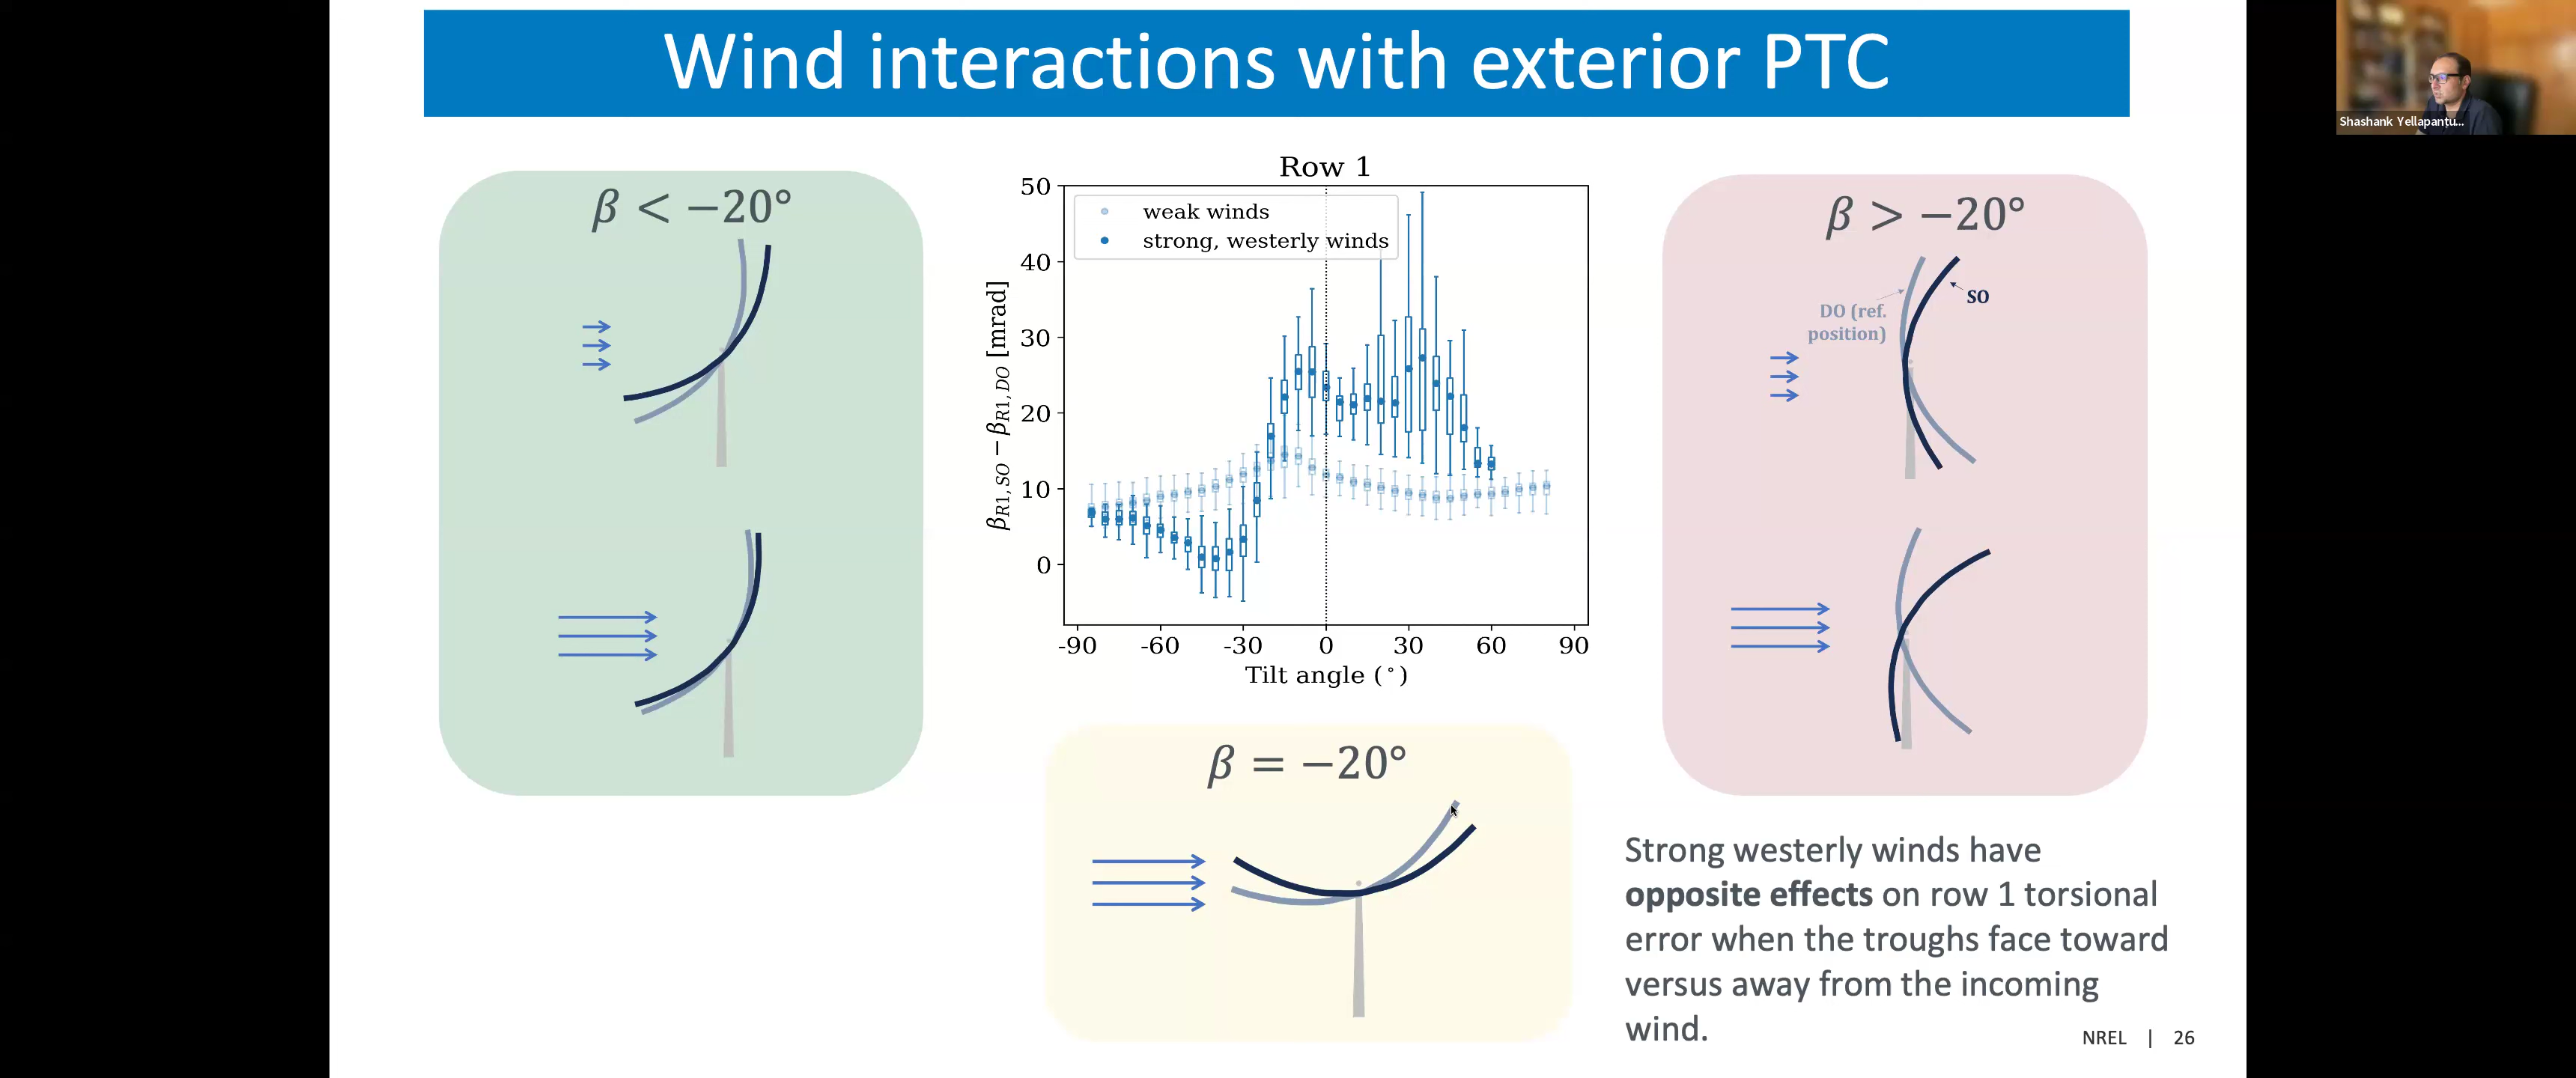 Wind interactions with exterior PTC
Shashank Yellapantu...
β < −20°
Row 1
50
40
30
20
10
0
weak winds
strong, westerly winds
βR1,SO − βR1,DO [mrad]
-90 -60 -30 0 30 60 90
Tilt angle (°)
β > −20°
DO (ref.
position)
SO
β = −20°
Strong westerly winds have
opposite effects on row 1 torsional
error when the troughs face toward
versus away from the incoming
wind.
NREL | 26